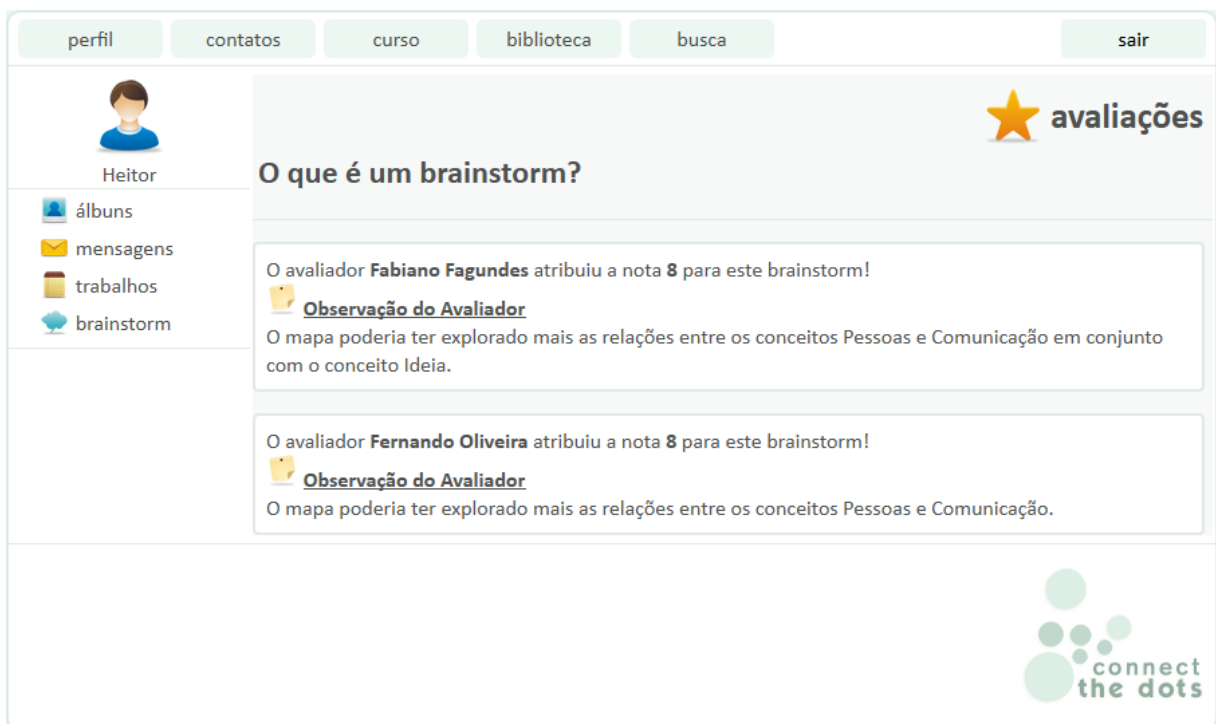 perfil contatos curso biblioteca busca sair
avaliações
Heitor
O que é um brainstorm?
álbuns
mensagens
trabalhos
brainstorm
O avaliador Fabiano Fagundes atribuiu a nota 8 para este brainstorm!
Observação do Avaliador
O mapa poderia ter explorado mais as relações entre os conceitos Pessoas e Comunicação em conjunto
com o conceito Ideia.
O avaliador Fernando Oliveira atribuiu a nota 8 para este brainstorm!
Observação do Avaliador
O mapa poderia ter explorado mais as relações entre os conceitos Pessoas e Comunicação.
connect
the dots